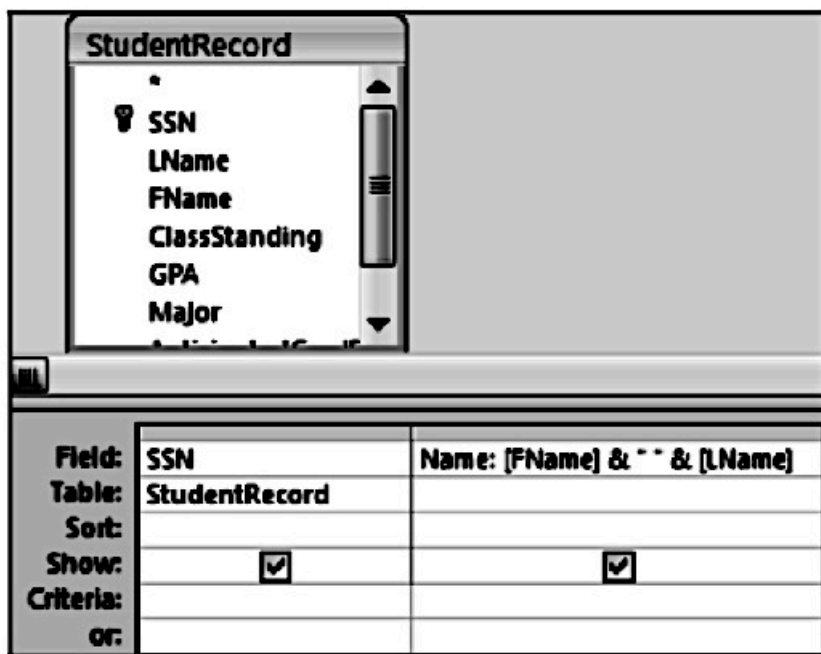 StudentRecord
*
SSN
LName
FName
ClassStanding
GPA
Major
Field: SSN Name: [FName] & " " & [LName]
Table: StudentRecord
Sort:
Show:
Criteria:
or: